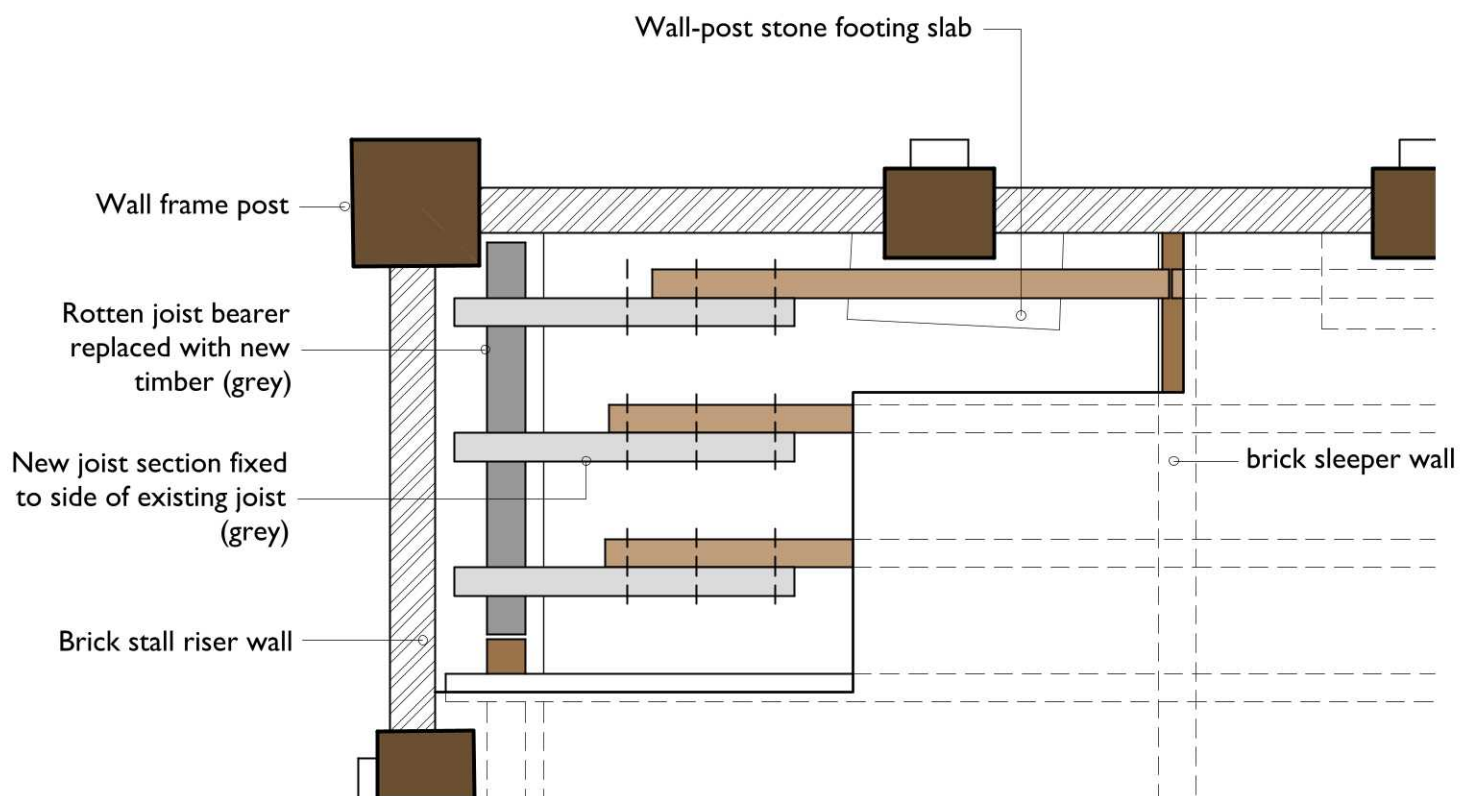 Wall-post stone footing slab
Wall frame post
Rotten joist bearer
replaced with new
timber (grey)
New joist section fixed
to side of existing joist
(grey)
brick sleeper wall
Brick stall riser wall